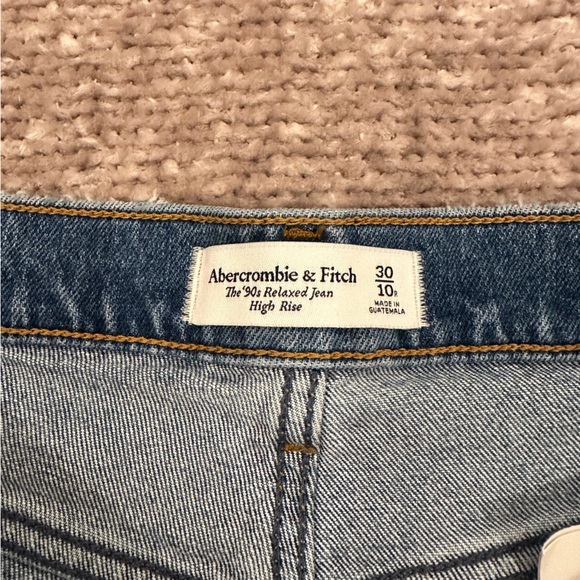 Abercrombie & Fitch
The '90s Relaxed Jean
High Rise
30
10R
MADE IN
GUATEMALA